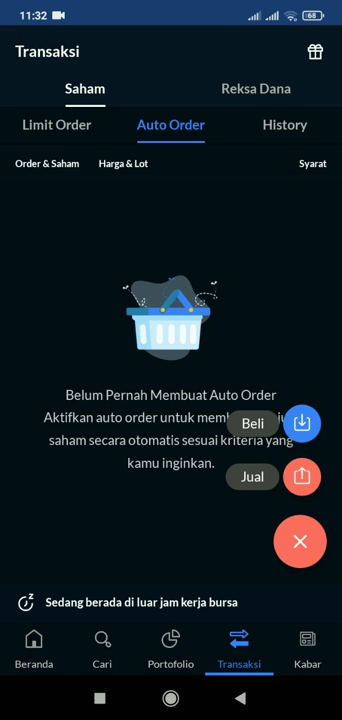 11:32
68
Transaksi
Saham
Reksa Dana
Limit Order
Auto Order
History
Order & Saham
Harga & Lot
Syarat
Belum Pernah Membuat Auto Order
Aktifkan auto order untuk
Beli
saham secara otomatis sesuai kriteria yang
kamu inginkan.
Jual
Sedang berada di luar jam kerja bursa
Beranda
Cari
Portofolio
Transaksi
Kabar